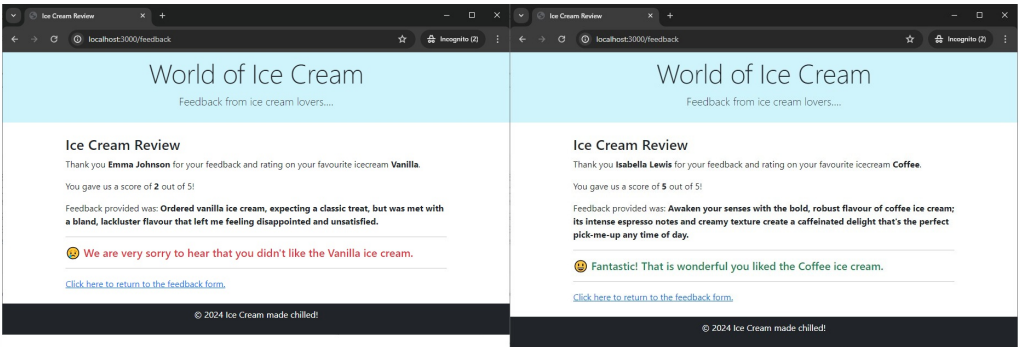 Ice Cream Review
localhost:3000/feedback
Incognito (2)
World of Ice Cream
Feedback from ice cream lovers....
Ice Cream Review
Thank you Emma Johnson for your feedback and rating on your favourite icecream Vanilla.
You gave us a score of 2 out of 5!
Feedback provided was: Ordered vanilla ice cream, expecting a classic treat, but was met with
a bland, lackluster flavour that left me feeling disappointed and unsatisfied.
We are very sorry to hear that you didn't like the Vanilla ice cream.
Click here to return to the feedback form.
© 2024 Ice Cream made chilled!
Ice Cream Review
localhost:3000/feedback
Incognito (2)
World of Ice Cream
Feedback from ice cream lovers....
Ice Cream Review
Thank you Isabella Lewis for your feedback and rating on your favourite icecream Coffee.
You gave us a score of 5 out of 5!
Feedback provided was: Awaken your senses with the bold, robust flavour of coffee ice cream;
its intense espresso notes and creamy texture create a caffeinated delight that's the perfect
pick-me-up any time of day.
Fantastic! That is wonderful you liked the Coffee ice cream.
Click here to return to the feedback form.
© 2024 Ice Cream made chilled!